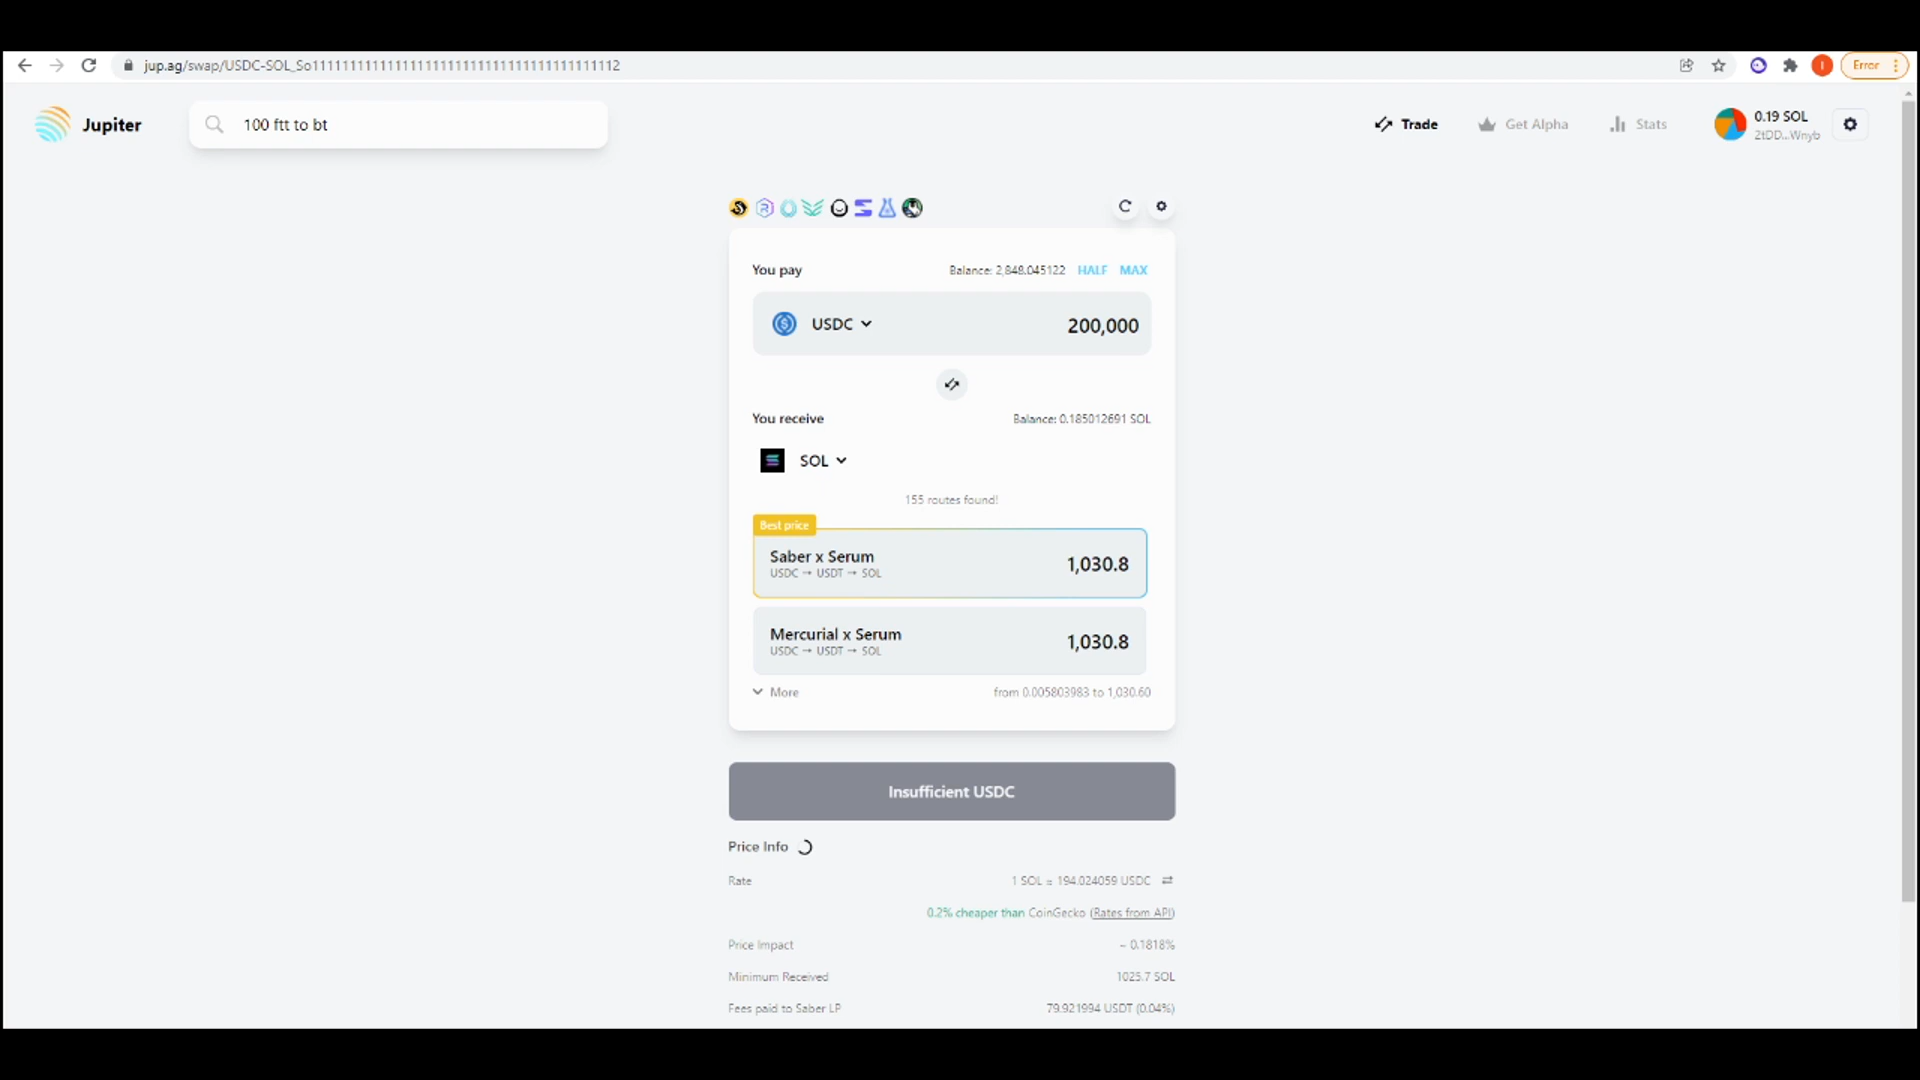 jup.ag/swap/USDC-SOL_So11111111111111111111111111111111111111112
Error
Jupiter
100 ftt to bt
Trade
Get Alpha
Stats
0.19 SOL
2tDD...Wnyb
You pay
Balance: 2,848.045122 HALF MAX
USDC
200,000
You receive
Balance: 0.185012691 SOL
SOL
155 routes found!
Best price
Saber x Serum
1,030.8
USDC → USDT → SOL
Mercurial x Serum
1,030.8
USDC → USDT → SOL
More
from 0.005803983 to 1,030.60
Insufficient USDC
Price Info
Rate
1 SOL = 194.024059 USDC
0.2% cheaper than CoinGecko (Rates from API)
Price Impact
~ 0.1818%
Minimum Received
1025.7 SOL
Fees paid to Saber LP
79.921994 USDT (0.04%)